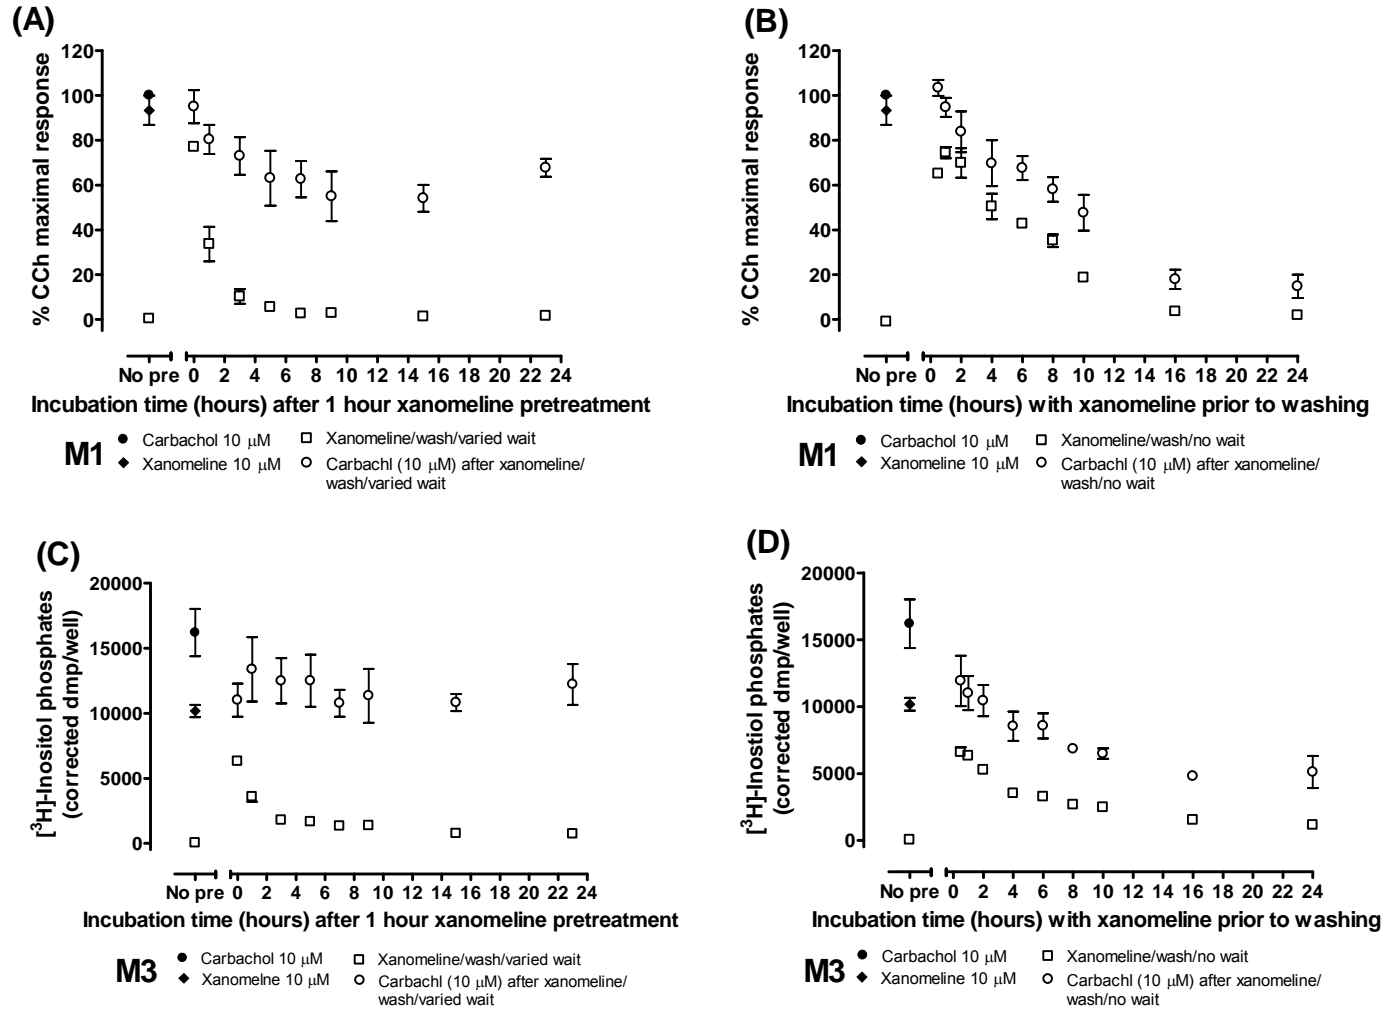 (A)
% CCh maximal response
120
100
80
60
40
20
0
No pre 0 2 4 6 8 10 12 14 16 18 20 22 24
Incubation time (hours) after 1 hour xanomeline pretreatment
M1
Carbachol 10 μM
Xanomeline 10 μM
Xanomeline/wash/varied wait
Carbachl (10 μM) after xanomeline/
wash/varied wait
(B)
% CCh maximal response
120
100
80
60
40
20
0
No pre 0 2 4 6 8 10 12 14 16 18 20 22 24
Incubation time (hours) with xanomeline prior to washing
M1
Carbachol 10 μM
Xanomeline 10 μM
Xanomeline/wash/no wait
Carbachl (10 μM) after xanomeline/
wash/no wait
(C)
[³H]-Inositol phosphates
(corrected dmp/well)
20000
15000
10000
5000
0
No pre 0 2 4 6 8 10 12 14 16 18 20 22 24
Incubation time (hours) after 1 hour xanomeline pretreatment
M3
Carbachol 10 μM
Xanomelne 10 μM
Xanomeline/wash/varied wait
Carbachl (10 μM) after xanomeline/
wash/varied wait
(D)
[³H]-Inostiol phosphates
(corrected dmp/well)
20000
15000
10000
5000
0
No pre 0 2 4 6 8 10 12 14 16 18 20 22 24
Incubation time (hours) with xanomeline prior to washing
M3
Carbachol 10 μM
Xanomeline 10 μM
Xanomeline/wash/no wait
Carbachl (10 μM) after xanomeline/
wash/no wait